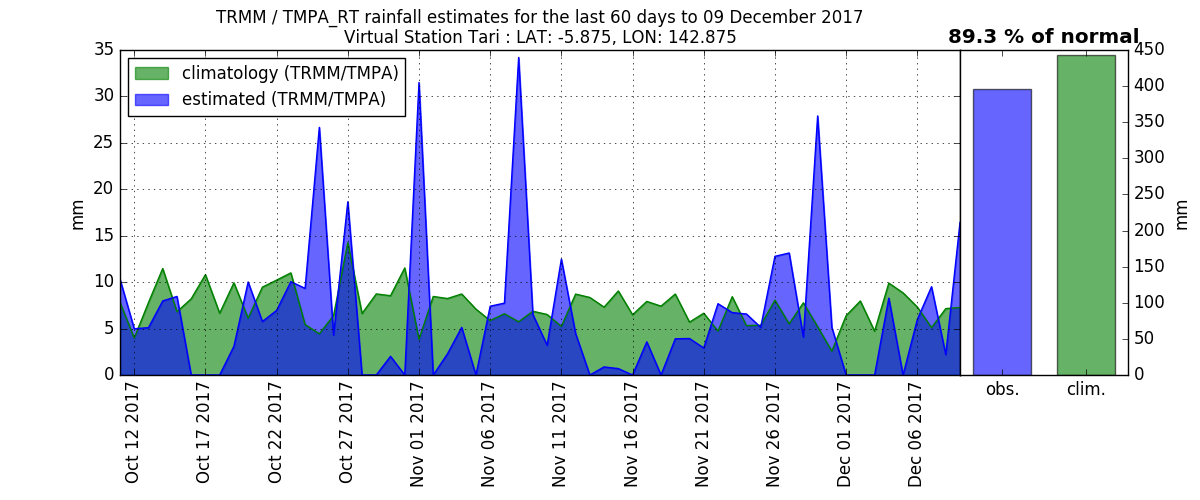 TRMM / TMPA_RT rainfall estimates for the last 60 days to 09 December 2017
Virtual Station Tari : LAT: -5.875, LON: 142.875
89.3 % of normal
climatology (TRMM/TMPA)
estimated (TRMM/TMPA)
35
30
25
20
15
10
5
0
mm
Oct 12 2017
Oct 17 2017
Oct 22 2017
Oct 27 2017
Nov 01 2017
Nov 06 2017
Nov 11 2017
Nov 16 2017
Nov 21 2017
Nov 26 2017
Dec 01 2017
Dec 06 2017
obs.
clim.
450
400
350
300
250
200
150
100
50
0
mm